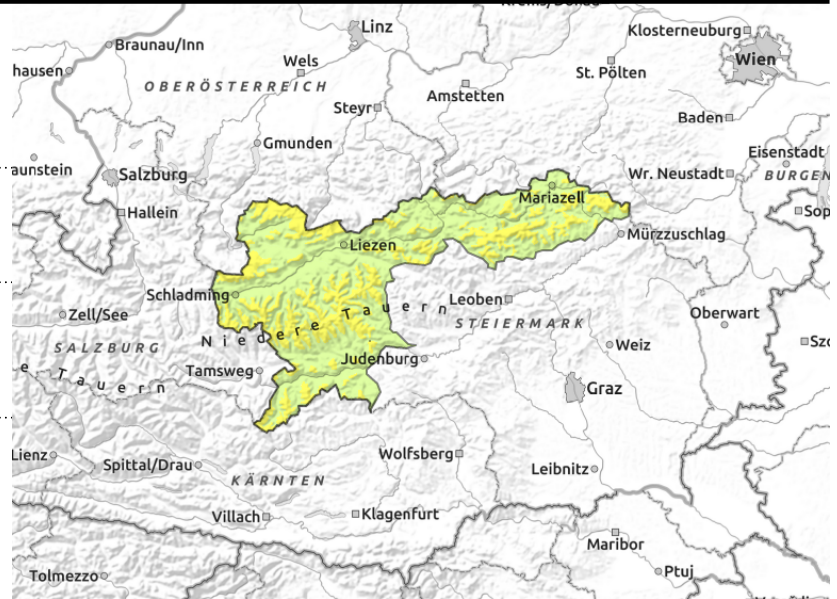 Linz
Klosterneuburg
Braunau/Inn
Wien
Wels
hausen
St. Pölten
OBERÖSTERREICH
Amstetten
Steyr
Baden
Gmunden
Eisenstadt
aunstein
Salzburg
Wr. Neustadt
BURGEN
Mariazell
Hallein
Sop
Mürzzuschlag
Liezen
Schladming
Leoben
Zell/See
Oberwart
STEIERMARK
Niedere Tauern
SALZBURG
Weiz
Szo
Judenburg
e Tauern
Tamsweg
Graz
Wolfsberg
Lienz
Spittal/Drau
Leibnitz
KÄRNTEN
Villach
Klagenfurt
Maribor
Tolmezzo
Ptuj